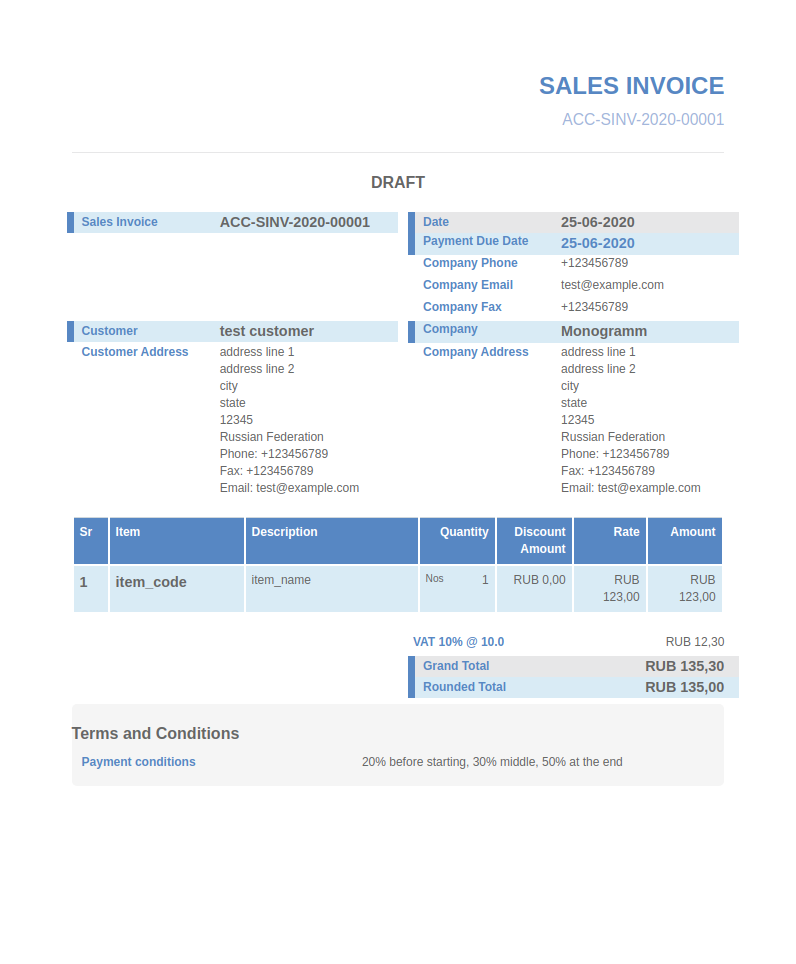 SALES INVOICE
ACC-SINV-2020-00001
DRAFT
Sales Invoice ACC-SINV-2020-00001
Date 25-06-2020
Payment Due Date 25-06-2020
Company Phone +123456789
Company Email test@example.com
Company Fax +123456789
Customer test customer
Customer Address address line 1
address line 2
city
state
12345
Russian Federation
Phone: +123456789
Fax: +123456789
Email: test@example.com
Company Monogramm
Company Address address line 1
address line 2
city
state
12345
Russian Federation
Phone: +123456789
Fax: +123456789
Email: test@example.com
Sr Item Description Quantity Discount Rate Amount
Amount
1 item_code item_name Nos 1 RUB 0,00 RUB RUB
123,00 123,00
VAT 10% @ 10.0 RUB 12,30
Grand Total RUB 135,30
Rounded Total RUB 135,00
Terms and Conditions
Payment conditions 20% before starting, 30% middle, 50% at the end